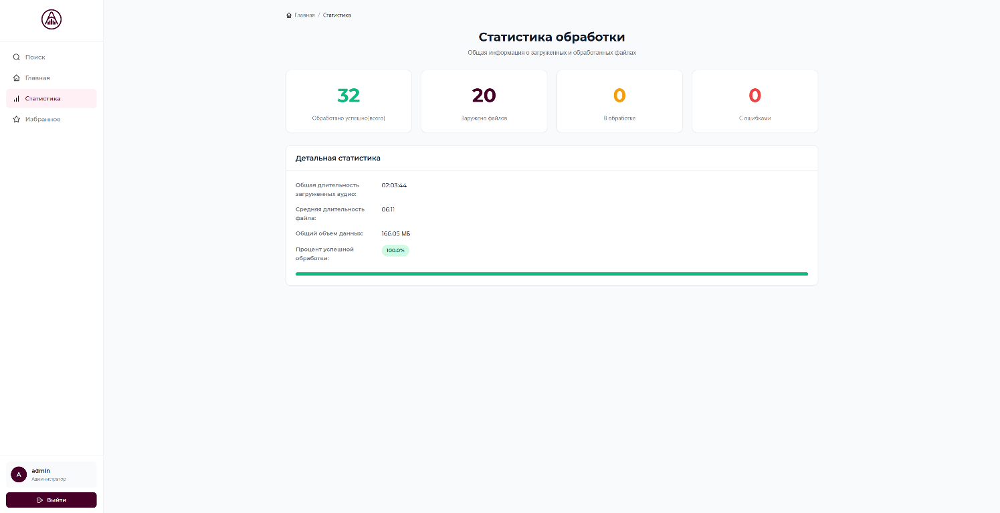 Поиск
Главная
Статистика
Избранное
admin
A
Администратор
Выйти
Главная / Статистика
Статистика обработки
Общая информация о загруженных и обработанных файлах
32
Обработано успешно(всего)
20
Заружено файлов
0
В обработке
0
С ошибками
Детальная статистика
Общая длительность
загруженных аудио:
02:03:44
Средняя длительность
файла:
06:11
Общий объем данных:
166.05 МБ
Процент успешной
обработки:
100.0%